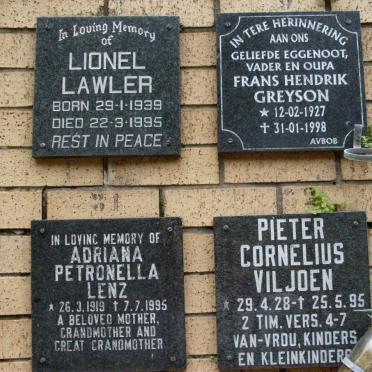 In Loving Memory of
LIONEL
LAWLER
BORN 29-1-1939
DIED 22-3-1995
REST IN PEACE
IN TERE HERINNERING
AAN ONS
GELIEFDE EGGENOOT,
VADER EN OUPA
FRANS HENDRIK
GREYSON
* 12-02-1927
† 31-01-1998
AVBOB
IN LOVING MEMORY OF
ADRIANA
PETRONELLA
LENZ
* 26.3.1919 † 7.7.1995
A BELOVED MOTHER,
GRANDMOTHER AND
GREAT GRANDMOTHER
PIETER
CORNELIUS
VILJOEN
* 29.4.28 - † 25.5.95
2 TIM. VERS. 4-7
VAN - VROU, KINDERS
EN KLEINKINDERS